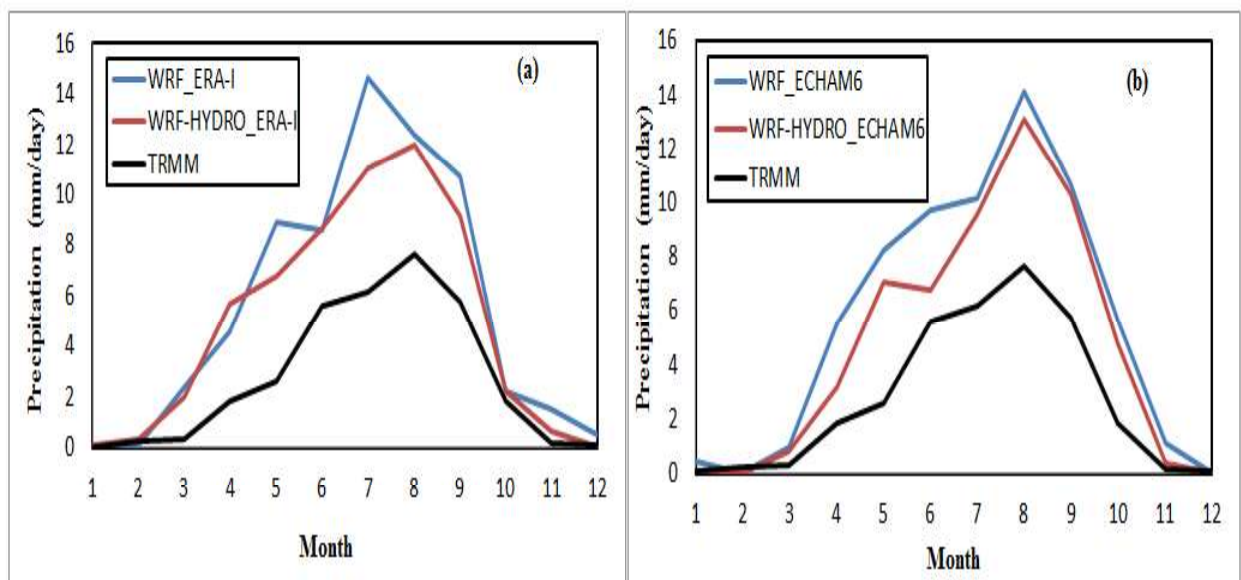 (a)
WRF_ERA-I
WRF-HYDRO_ERA-I
TRMM
Precipitation (mm/day)
16
14
12
10
8
6
4
2
0
1 2 3 4 5 6 7 8 9 10 11 12
Month
(b)
WRF_ECHAM6
WRF-HYDRO_ECHAM6
TRMM
Precipitation (mm/day)
16
14
12
10
8
6
4
2
0
1 2 3 4 5 6 7 8 9 10 11 12
Month